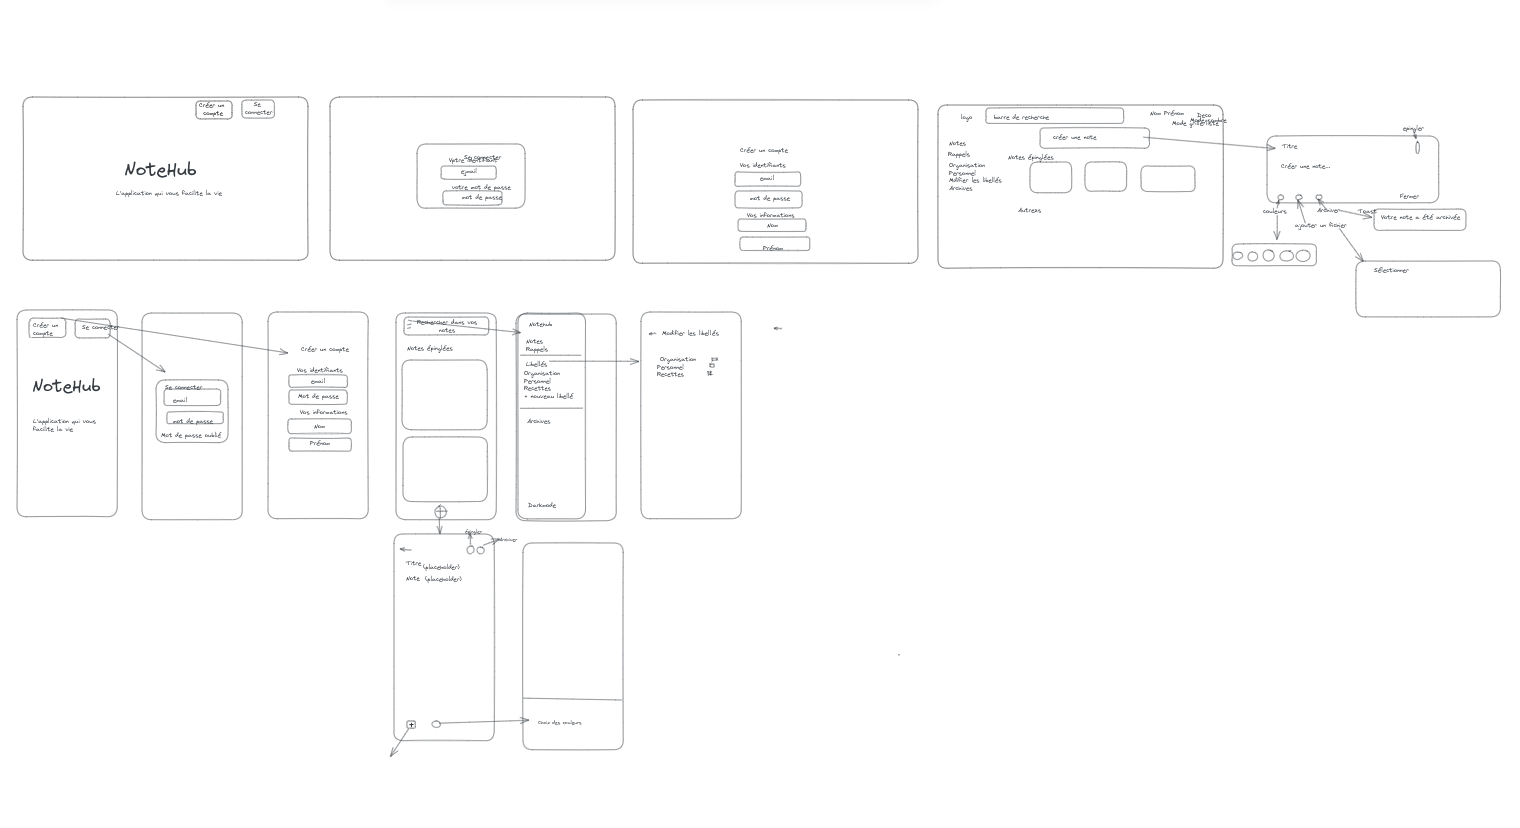 Créer un
compte
Se
connecter
NoteHub
L'application qui vous facilite la vie
Se connecter
Votre identifiant
email
votre mot de passe
mot de passe
Créer un compte
Vos identifiants
email
mot de passe
Vos informations
Nom
Prénom
logo
barre de recherche
Nom Prénom
Deco
créer une note
Notes
Rappels
Organisation
Personnel
Modifier les libellés
Archives
Notes épinglées
Autress
epingler
Titre
Créer une note...
Fermer
couleurs
Archiver
Toast
ajouter un fichier
Votre note a été archivée
Sélectionner
Créer un
compte
Se connecter
NoteHub
L'application qui vous
facilite la vie
Se connecter
email
mot de passe
Mot de passe oublié
Créer un compte
Vos identifiants
email
Mot de passe
Vos informations
Nom
Prénom
Rechercher dans vos
notes
Notes épinglées
Notehub
Notes
Rappels
Libellés
Organisation
Personnel
Recettes
+ nouveau libellé
Archives
Darkmode
Modifier les libellés
Organisation
Personnel
Recettes
épingler
archiver
Titre (placeholder)
Note (placeholder)
Choix des couleurs